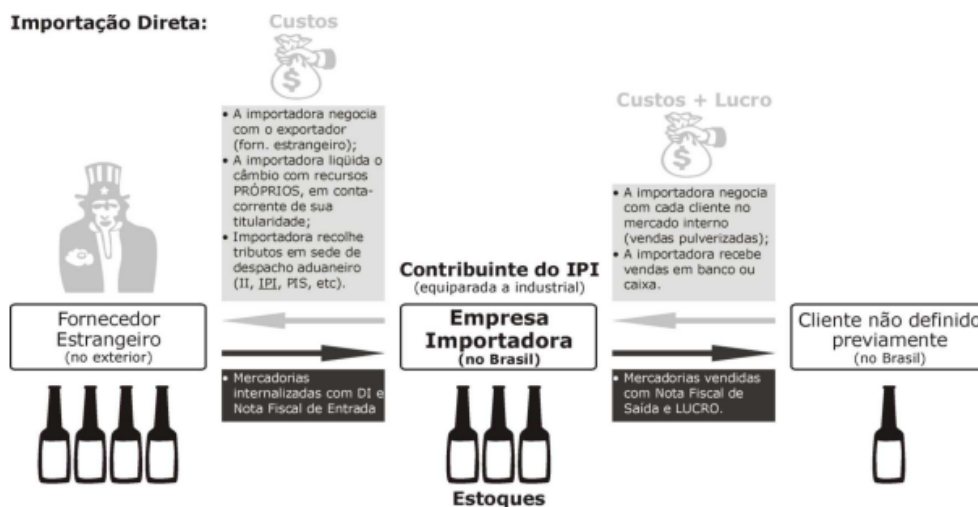 Importação Direta:
Custos
$
• A importadora negocia
com o exportador
(forn. estrangeiro);
• A importadora liqüida o
câmbio com recursos
PRÓPRIOS, em conta-
corrente de sua
titularidade;
• Importadora recolhe
tributos em sede de
despacho aduaneiro
(II, IPI, PIS, etc).
Custos + Lucro
$
• A importadora negocia
com cada cliente no
mercado interno
(vendas pulverizadas);
• A importadora recebe
vendas em banco ou
caixa.
Contribuinte do IPI
(equiparada a industrial)
Fornecedor
Estrangeiro
(no exterior)
Empresa
Importadora
(no Brasil)
Cliente não definido
previamente
(no Brasil)
• Mercadorias
internalizadas com DI e
Nota Fiscal de Entrada
• Mercadorias vendidas
com Nota Fiscal de
Saída e LUCRO.
Estoques